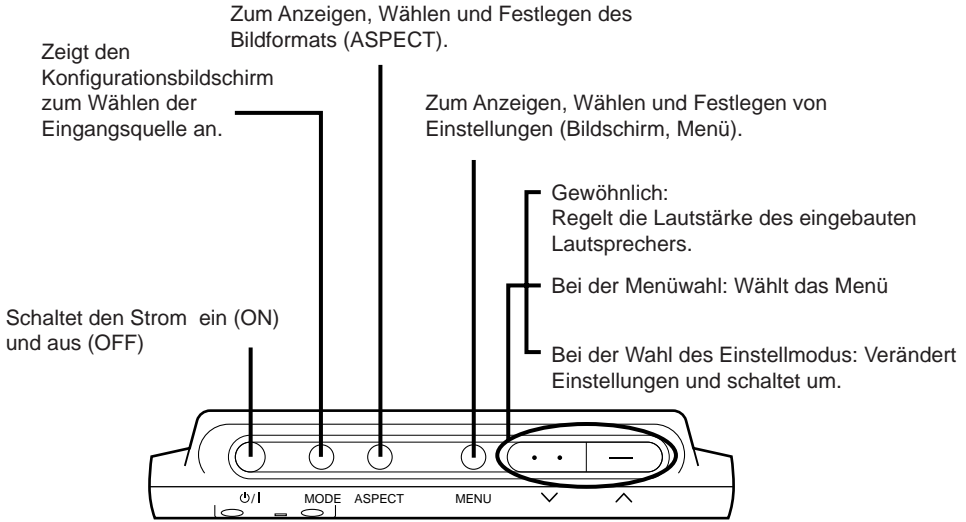 Zum Anzeigen, Wählen und Festlegen des
Bildformats (ASPECT).
Zeigt den
Konfigurationsbildschirm
zum Wählen der
Eingangsquelle an.
Zum Anzeigen, Wählen und Festlegen von
Einstellungen (Bildschirm, Menü).
Gewöhnlich:
Regelt die Lautstärke des eingebauten
Lautsprechers.
Bei der Menüwahl: Wählt das Menü
Schaltet den Strom ein (ON)
und aus (OFF)
Bei der Wahl des Einstellmodus: Verändert
Einstellungen und schaltet um.
⏻/I MODE ASPECT MENU